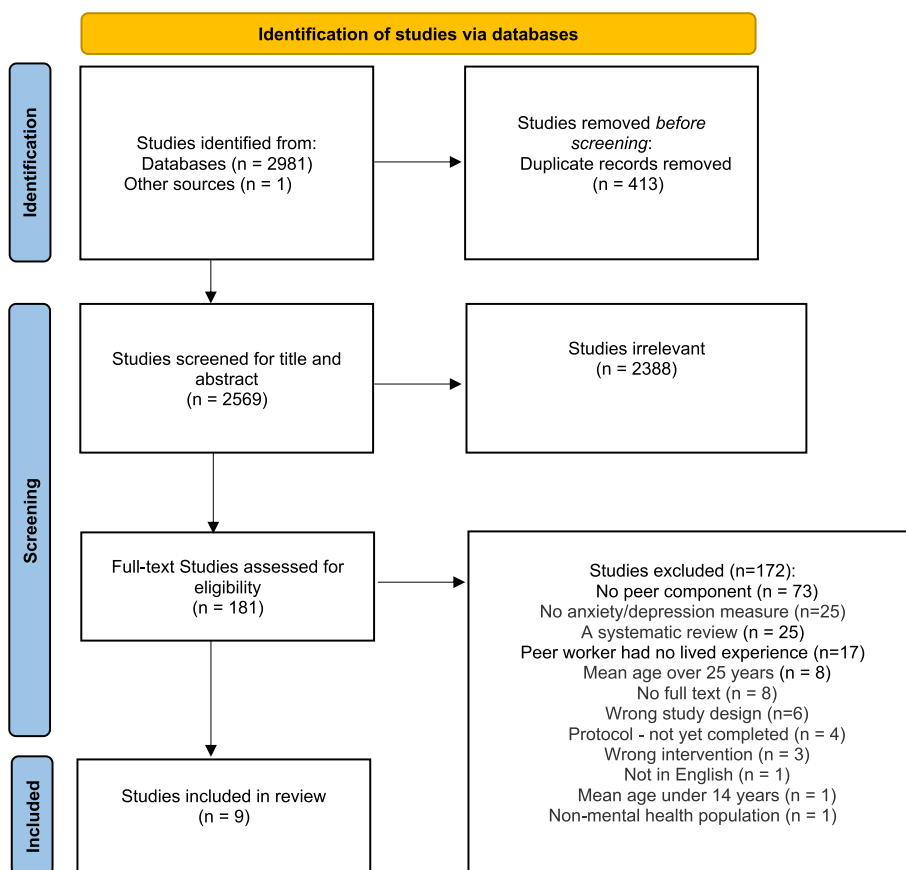 Identification of studies via databases
Identification
Studies identified from:
Databases (n = 2981)
Other sources (n = 1)
Studies removed before
screening:
Duplicate records removed
(n = 413)
Screening
Studies screened for title and
abstract
(n = 2569)
Studies irrelevant
(n = 2388)
Full-text Studies assessed for
eligibility
(n = 181)
Studies excluded (n=172):
No peer component (n = 73)
No anxiety/depression measure (n=25)
A systematic review (n = 25)
Peer worker had no lived experience (n=17)
Mean age over 25 years (n = 8)
No full text (n = 8)
Wrong study design (n=6)
Protocol - not yet completed (n = 4)
Wrong intervention (n = 3)
Not in English (n = 1)
Mean age under 14 years (n = 1)
Non-mental health population (n = 1)
Included
Studies included in review
(n = 9)